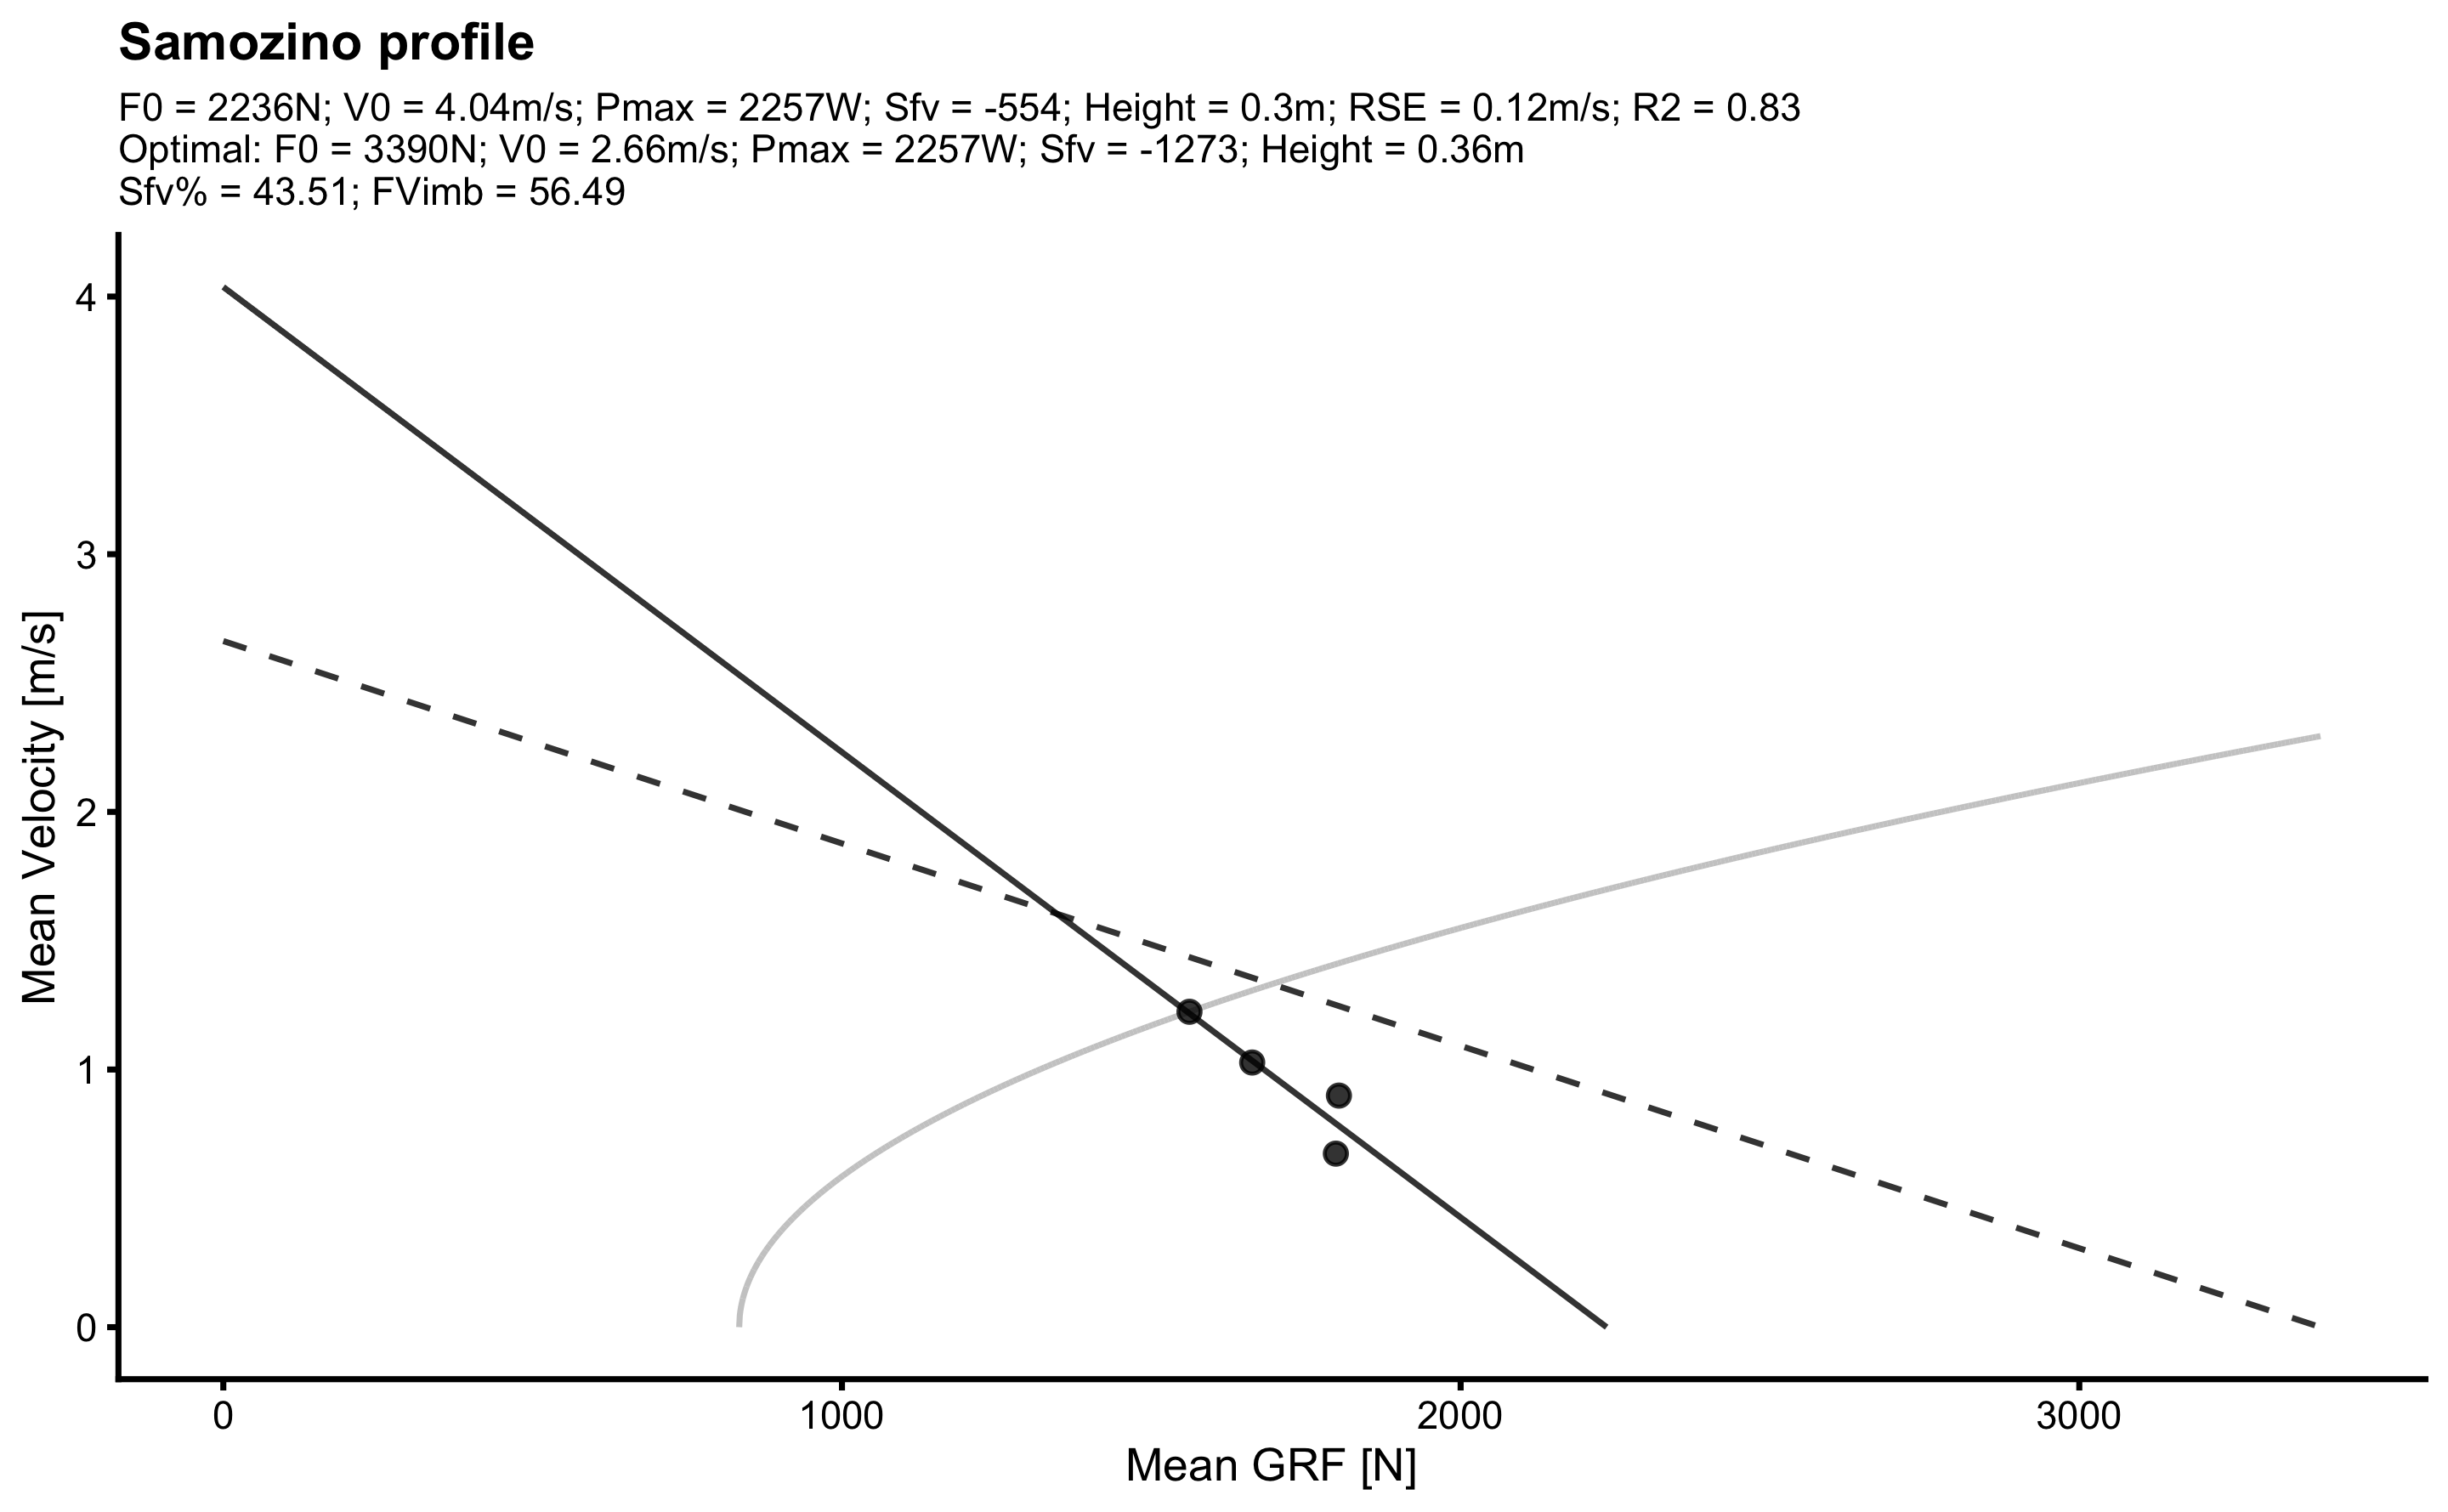 Samozino profile
F0 = 2236N; V0 = 4.04m/s; Pmax = 2257W; Sfv = -554; Height = 0.3m; RSE = 0.12m/s; R2 = 0.83
Optimal: F0 = 3390N; V0 = 2.66m/s; Pmax = 2257W; Sfv = -1273; Height = 0.36m
Sfv% = 43.51; FVimb = 56.49
Mean Velocity [m/s]
4
3
2
1
0
0
1000
2000
3000
Mean GRF [N]